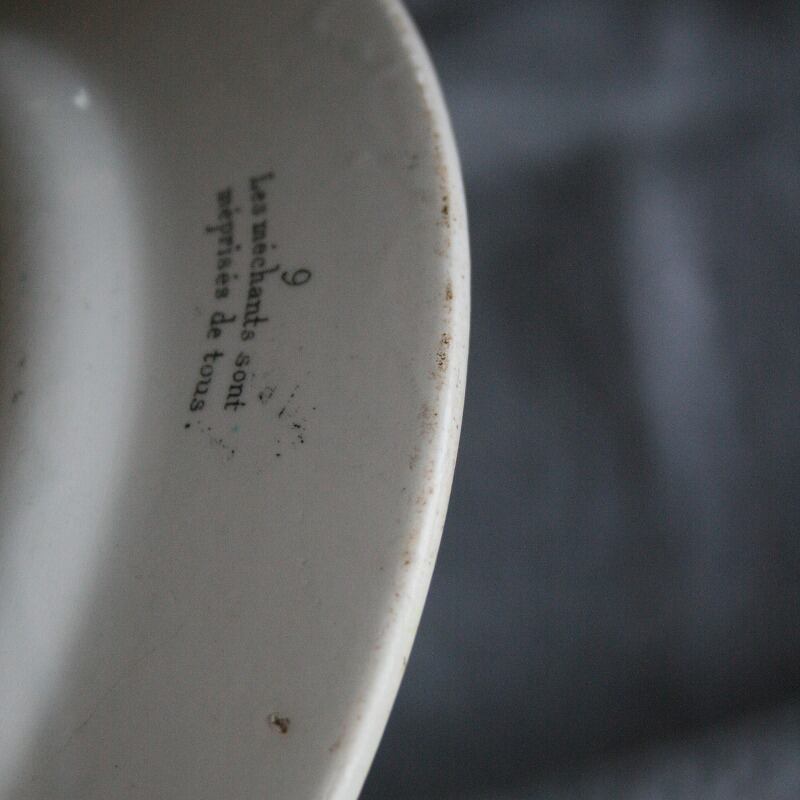 9
Les méchants sont
méprisés de tous.